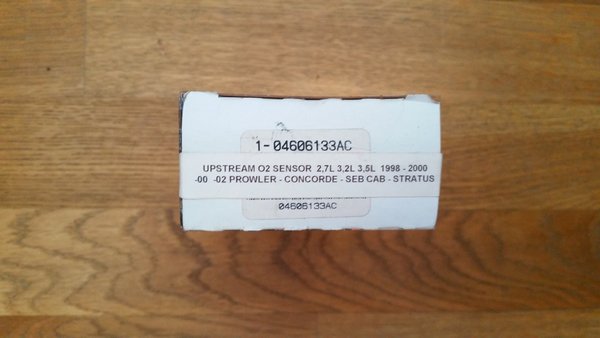 1-04606133AC
UPSTREAM O2 SENSOR 2,7L 3,2L 3,5L 1998 - 2000
-00 -02 PROWLER - CONCORDE - SEB CAB - STRATUS
04606133AC